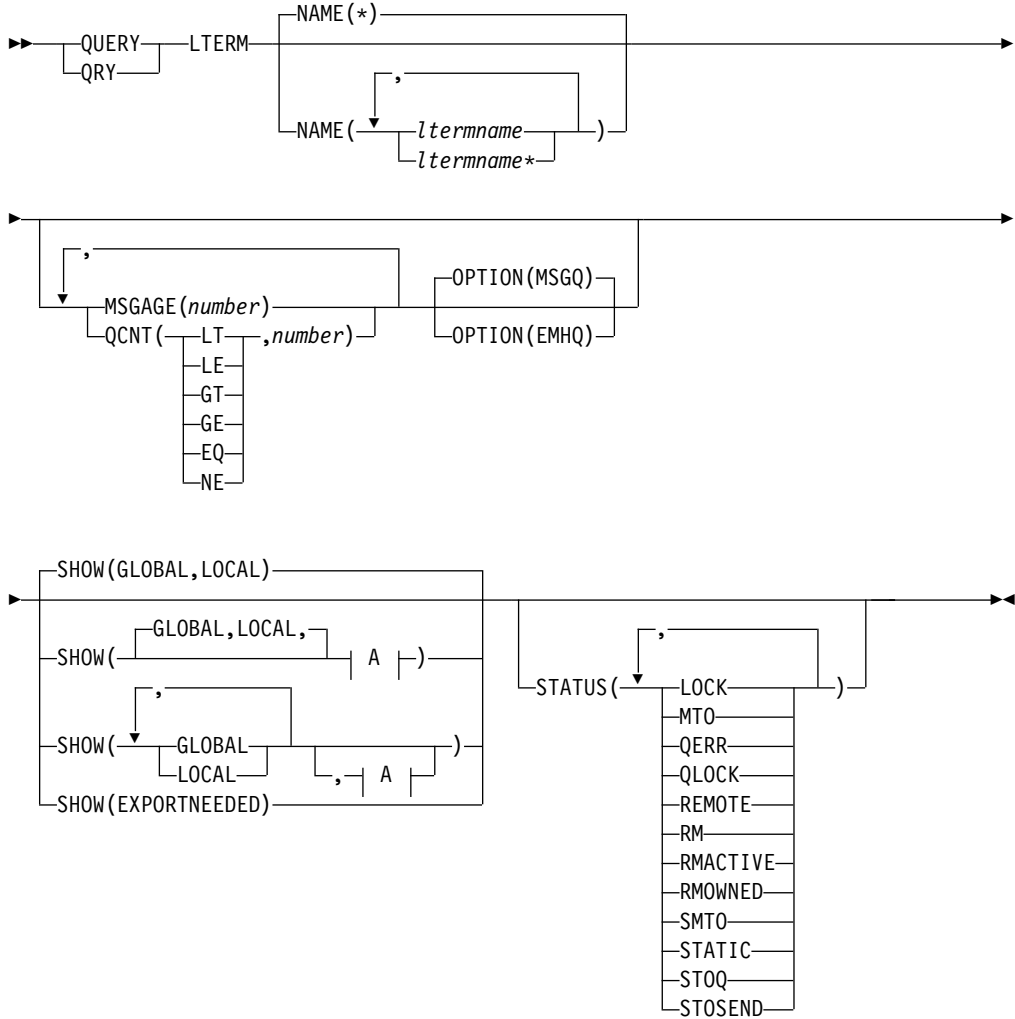 NAME(*)
QUERY LTERM
QRY
,
NAME( ltermname )
ltermname*
,
OPTION(MSGQ)
MSGAGE(number)
QCNT( LT ,number) OPTION(EMHQ)
LE
GT
GE
EQ
NE
SHOW(GLOBAL,LOCAL)
GLOBAL,LOCAL, ,
SHOW( A )
STATUS( LOCK )
, MTO
SHOW( GLOBAL ) QERR
LOCAL , A QLOCK
SHOW(EXPORTNEEDED) REMOTE
RM
RMACTIVE
RMOWNED
SMTO
STATIC
STOQ
STOSEND